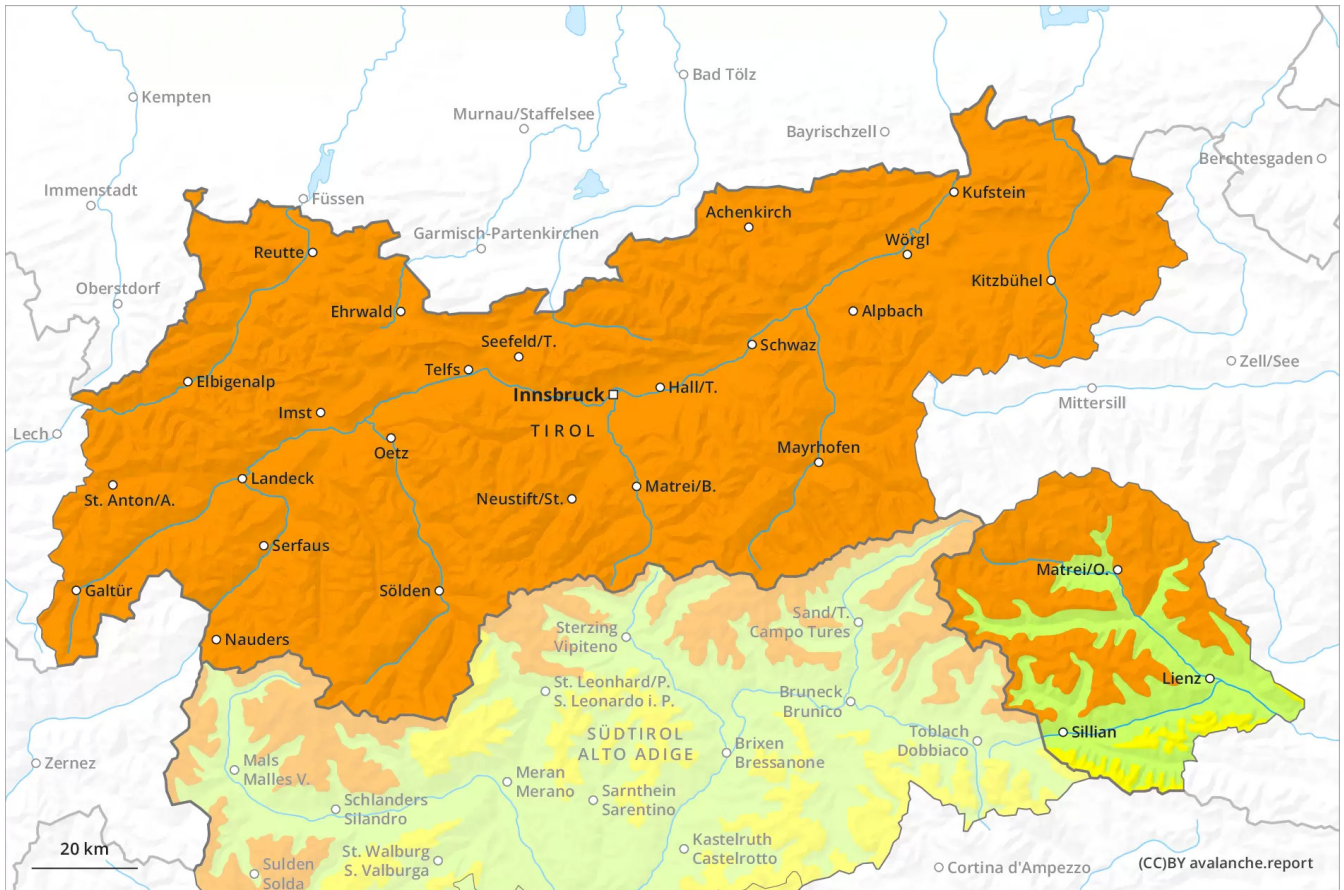 Bad Tölz
Kempten
Murnau/Staffelsee
Bayrischzell
Berchtesgaden
Immenstadt
Füssen
Kufstein
Achenkirch
Garmisch-Partenkirchen
Wörgl
Reutte
Kitzbühel
Oberstdorf
Ehrwald
Alpbach
Seefeld/T.
Schwaz
Zell/See
Telfs
Elbigenalp
Hall/T.
Innsbruck
Mittersill
Imst
TIROL
Lech
Oetz
Mayrhofen
Landeck
Matrei/B.
St. Anton/A.
Neustift/St.
Serfaus
Matrei/O.
Galtür
Sölden
Sand/T.
Campo Tures
Sterzing
Vipiteno
Nauders
Lienz
St. Leonhard/P.
S. Leonardo i. P.
Bruneck
Brunico
SÜDTIROL
ALTO ADIGE
Sillian
Toblach
Dobbiaco
Brixen
Bressanone
Zernez
Mals
Malles V.
Meran
Merano
Sarnthein
Sarentino
Schlanders
Silandro
20 km
Kastelruth
Castelrotto
St. Walburg
S. Valburga
Sulden
Solda
Cortina d'Ampezzo
(CC)BY avalanche.report